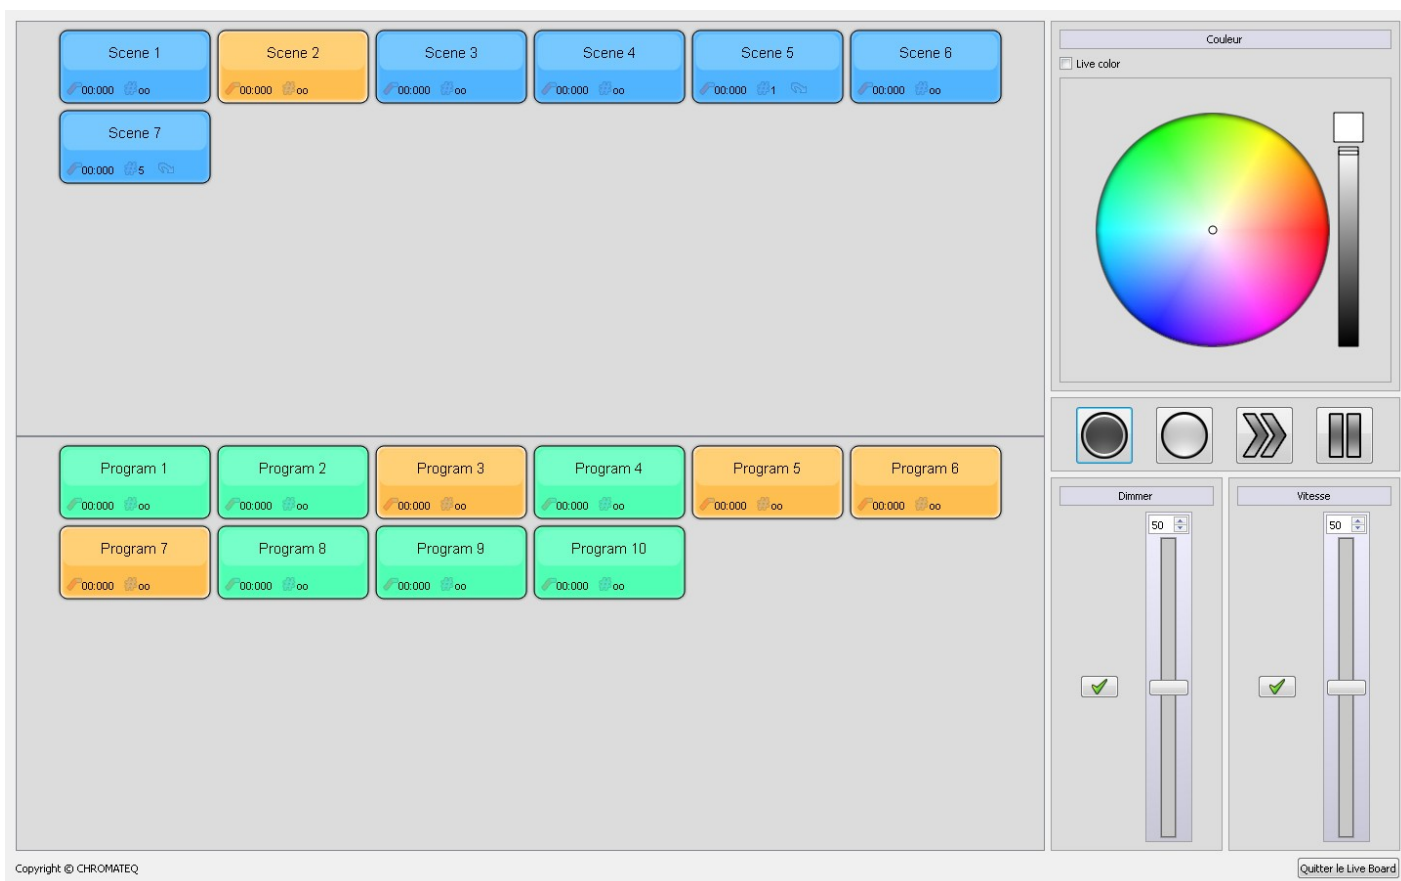 Scene 1 Scene 2 Scene 3 Scene 4 Scene 5 Scene 6
00:000 oo 00:000 oo 00:000 oo 00:000 oo 00:000 1 00:000 oo
Scene 7
00:000 5
Program 1 Program 2 Program 3 Program 4 Program 5 Program 6
00:000 oo 00:000 oo 00:000 oo 00:000 oo 00:000 oo 00:000 oo
Program 7 Program 8 Program 9 Program 10
00:000 oo 00:000 oo 00:000 oo 00:000 oo
Couleur
Live color
Dimmer Vitesse
50 50
Copyright © CHROMATEQ
Quitter le Live Board